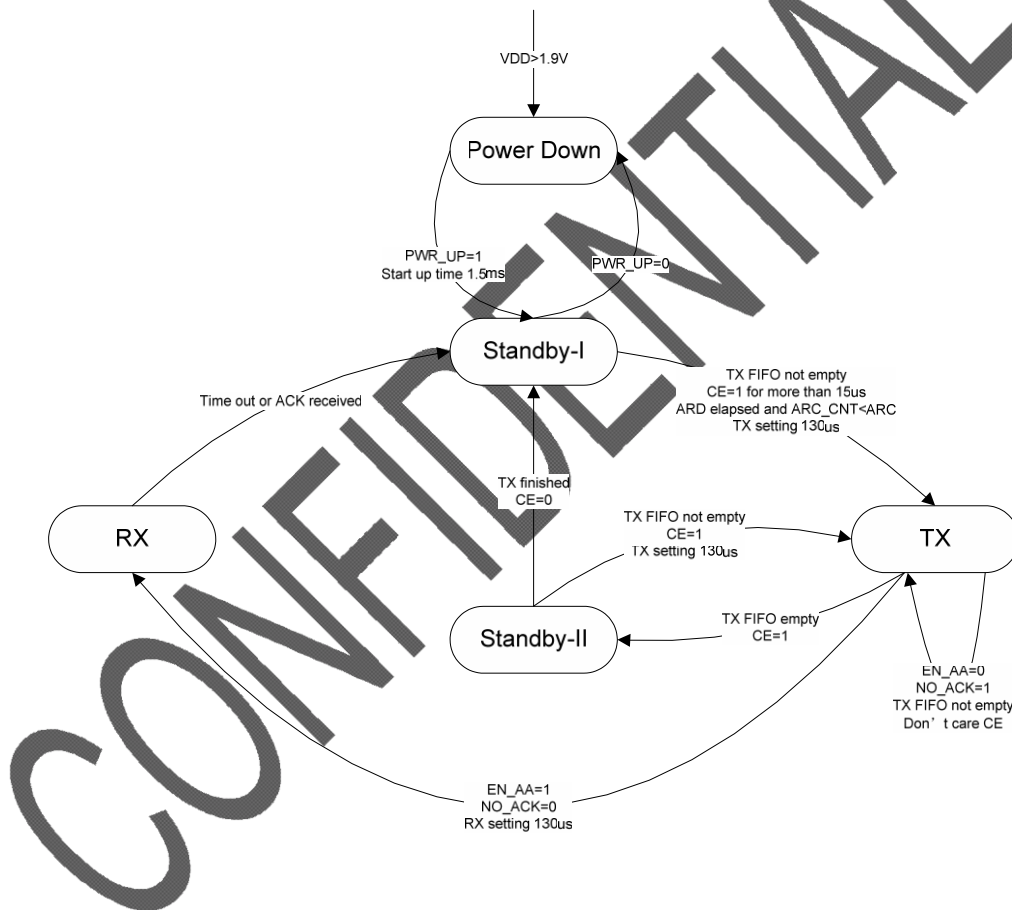 VDD>1.9V
Power Down
PWR_UP=1
Start up time 1.5ms
PWR_UP=0
Standby-I
TX FIFO not empty
CE=1 for more than 15us
ARD elapsed and ARC_CNT<ARC
TX setting 130us
Time out or ACK received
TX finished
CE=0
RX
TX FIFO not empty
CE=1
TX setting 130us
TX
Standby-II
TX FIFO empty
CE=1
EN_AA=0
NO_ACK=1
TX FIFO not empty
Don’t care CE
EN_AA=1
NO_ACK=0
RX setting 130us
CONFIDENTIAL